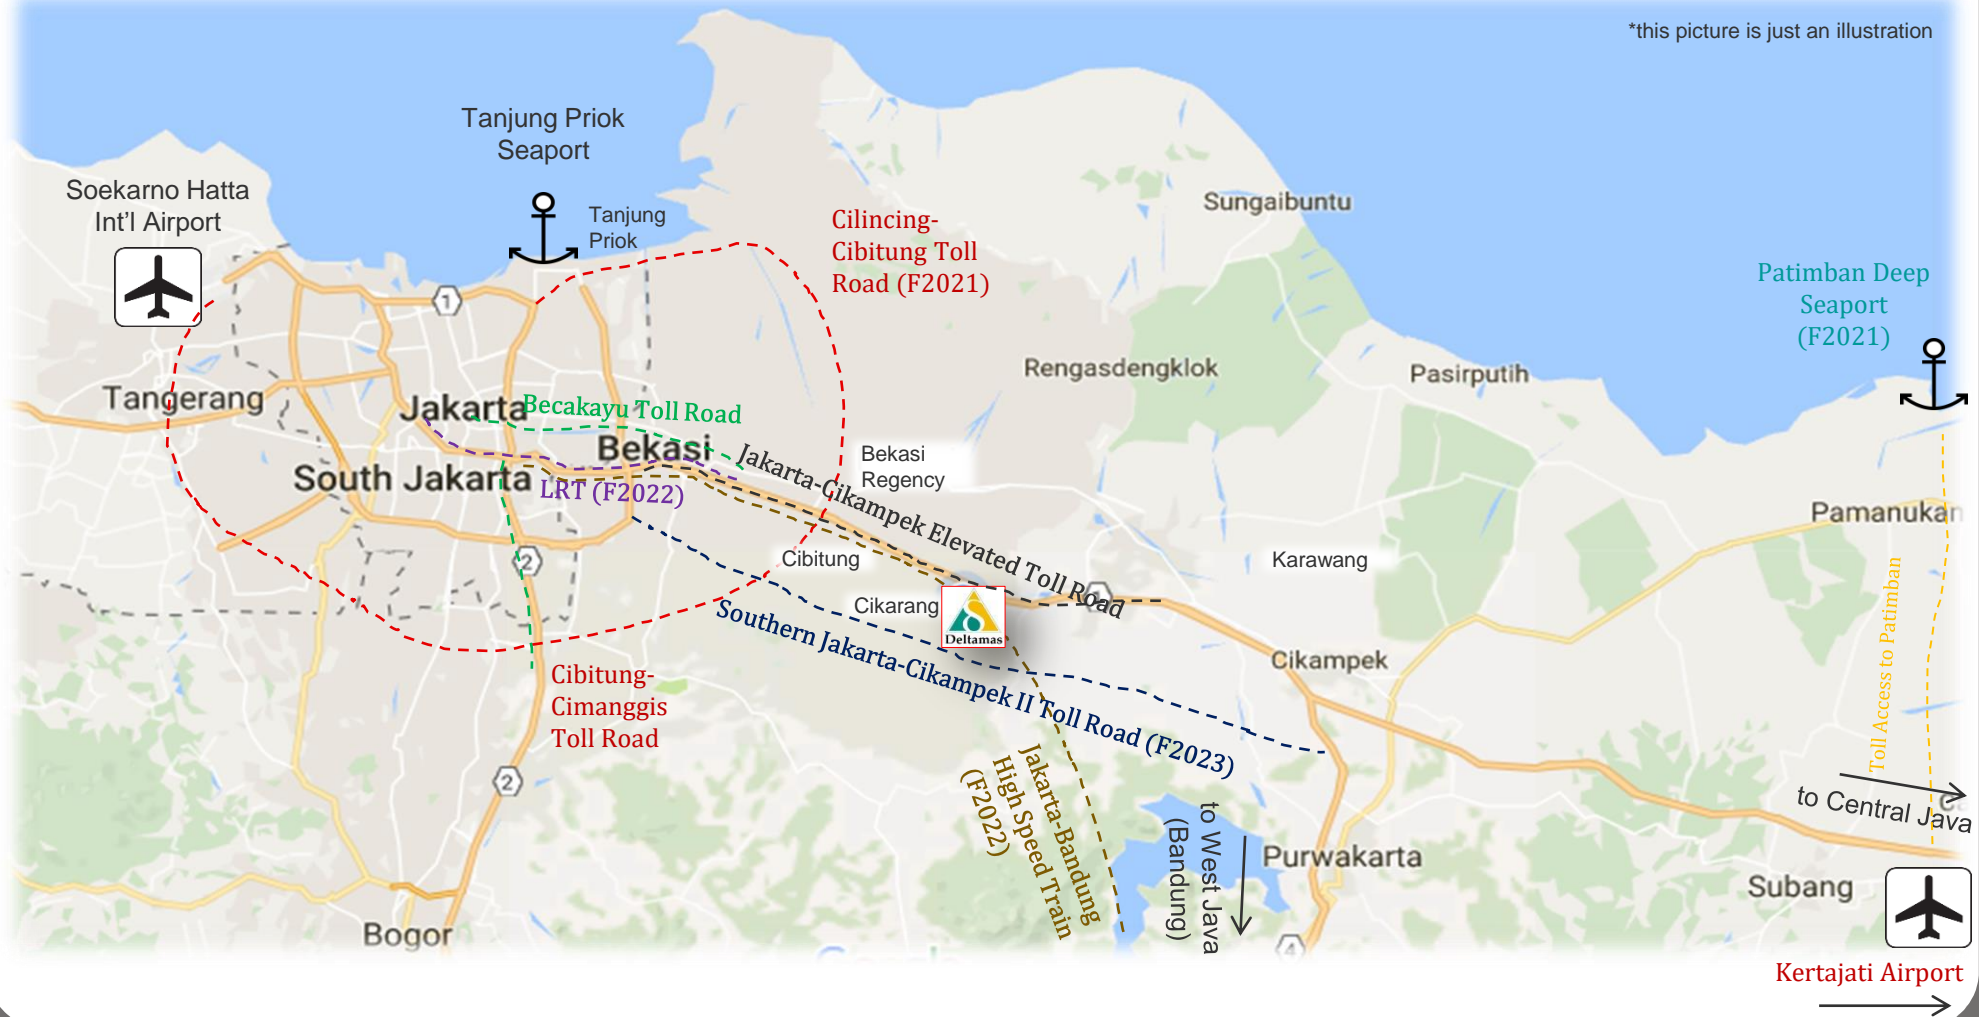 *this picture is just an illustration
Tanjung Priok
Seaport
Soekarno Hatta
Int'l Airport
Tanjung
Priok
Cilincing-
Cibitung Toll
Road (F2021)
Sungaibuntu
Patimban Deep
Seaport
(F2021)
1
Rengasdengklok
Pasirputih
Tangerang
Jakarta
Becakayu Toll Road
Bekasi
South Jakarta
LRT (F2022)
Jakarta-Cikampek Elevated Toll Road
Bekasi
Regency
Pamanukan
2
Cibitung
Karawang
Cikarang
Deltamas
Southern Jakarta-Cikampek II Toll Road (F2023)
Toll Access to Patimban
Cikampek
Cibitung-
Cimanggis
Toll Road
2
Jakarta-Bandung
High Speed Train
(F2022)
to West Java
(Bandung)
to Central Java
Purwakarta
Subang
Bogor
4
Kertajati Airport